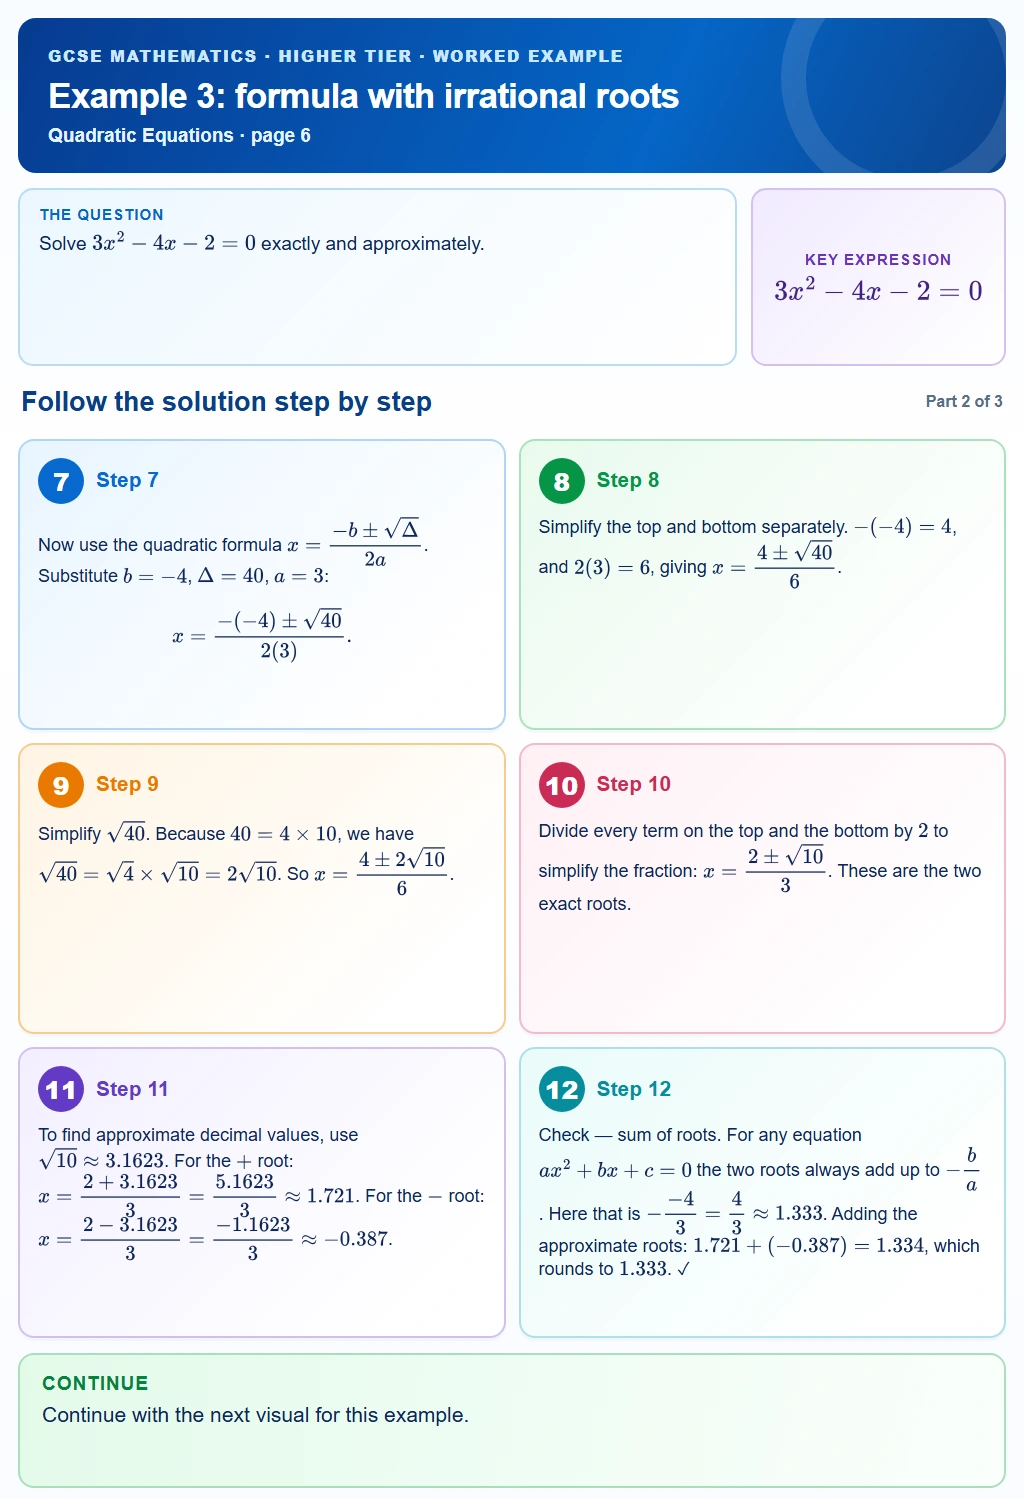 GCSE MATHEMATICS · HIGHER TIER · WORKED EXAMPLE
Example 3: formula with irrational roots
Quadratic Equations · page 6
THE QUESTION
Solve 3x² − 4x − 2 = 0 exactly and approximately.
KEY EXPRESSION
3x² − 4x − 2 = 0
Follow the solution step by step
Part 2 of 3
7 Step 7
Now use the quadratic formula x = (−b ± √Δ)/(2a).
Substitute b = −4, Δ = 40, a = 3:
x = (−(−4) ± √40)/(2(3)).
8 Step 8
Simplify the top and bottom separately. −(−4) = 4,
and 2(3) = 6, giving x = (4 ± √40)/6.
9 Step 9
Simplify √40. Because 40 = 4 × 10, we have
√40 = √4 × √10 = 2√10. So x = (4 ± 2√10)/6.
10 Step 10
Divide every term on the top and the bottom by 2 to
simplify the fraction: x = (2 ± √10)/3. These are the two
exact roots.
11 Step 11
To find approximate decimal values, use
√10 ≈ 3.1623. For the + root:
x = (2 + 3.1623)/3 = 5.1623/3 ≈ 1.721. For the − root:
x = (2 − 3.1623)/3 = −1.1623/3 ≈ −0.387.
12 Step 12
Check — sum of roots. For any equation
ax² + bx + c = 0 the two roots always add up to −b/a
. Here that is −(−4)/3 = 4/3 ≈ 1.333. Adding the
approximate roots: 1.721 + (−0.387) = 1.334, which
rounds to 1.333. ✓
CONTINUE
Continue with the next visual for this example.